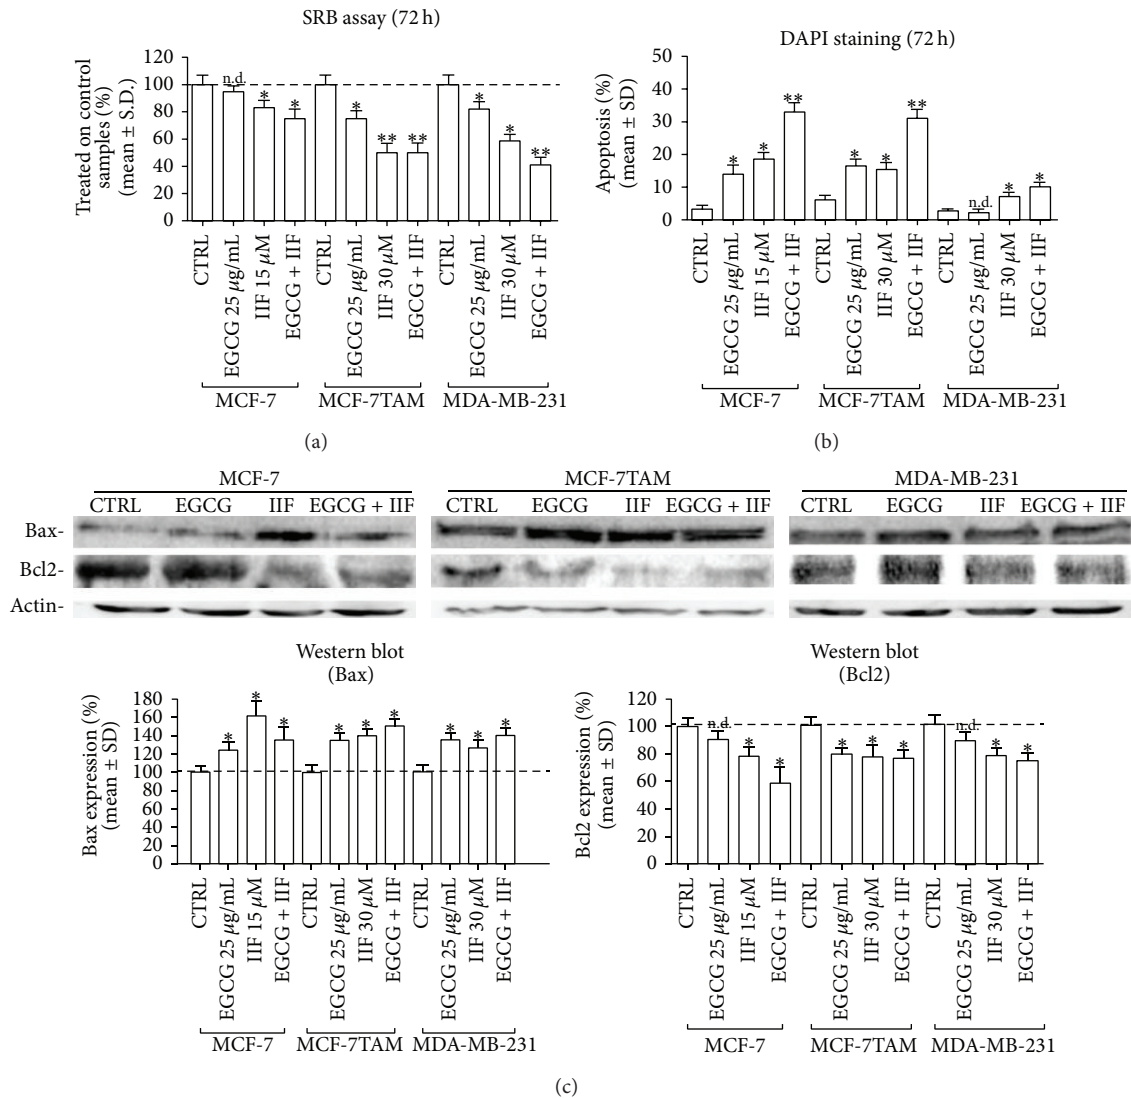 SRB assay (72 h)
Treated on control
samples (%)
(mean ± S.D.)
120
100
80
60
40
20
0
n.d.
*
*
*
**
**
*
*
**
CTRL
EGCG 25 µg/mL
IIF 15 µM
EGCG + IIF
CTRL
EGCG 25 µg/mL
IIF 30 µM
EGCG + IIF
CTRL
EGCG 25 µg/mL
IIF 30 µM
EGCG + IIF
MCF-7
MCF-7TAM
MDA-MB-231
(a)
DAPI staining (72 h)
Apoptosis (%)
(mean ± SD)
50
40
30
20
10
0
*
*
**
*
*
**
n.d.
*
*
CTRL
EGCG 25 µg/mL
IIF 15 µM
EGCG + IIF
CTRL
EGCG 25 µg/mL
IIF 30 µM
EGCG + IIF
CTRL
EGCG 25 µg/mL
IIF 30 µM
EGCG + IIF
MCF-7
MCF-7TAM
MDA-MB-231
(b)
MCF-7
MCF-7TAM
MDA-MB-231
CTRL EGCG IIF EGCG + IIF
CTRL EGCG IIF EGCG + IIF
CTRL EGCG IIF EGCG + IIF
Bax-
Bcl2-
Actin-
Western blot
(Bax)
Bax expression (%)
(mean ± SD)
180
160
140
120
100
80
60
40
20
0
*
*
*
*
*
*
*
*
*
CTRL
EGCG 25 µg/mL
IIF 15 µM
EGCG + IIF
CTRL
EGCG 25 µg/mL
IIF 30 µM
EGCG + IIF
CTRL
EGCG 25 µg/mL
IIF 30 µM
EGCG + IIF
MCF-7
MCF-7TAM
MDA-MB-231
Western blot
(Bcl2)
Bcl2 expression (%)
(mean ± SD)
120
100
80
60
40
20
0
n.d.
*
*
*
*
*
n.d.
*
*
CTRL
EGCG 25 µg/mL
IIF 15 µM
EGCG + IIF
CTRL
EGCG 25 µg/mL
IIF 30 µM
EGCG + IIF
CTRL
EGCG 25 µg/mL
IIF 30 µM
EGCG + IIF
MCF-7
MCF-7TAM
MDA-MB-231
(c)